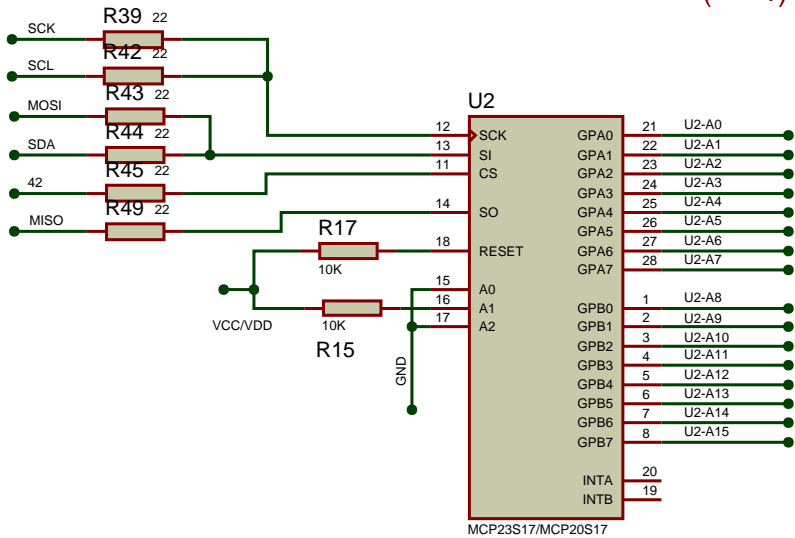 SCK
R39 22
SCL
R42 22
MOSI
R43 22
SDA
R44 22
42
R45 22
MISO
R49 22
R17
10K
VCC/VDD
10K
R15
GND
U2
12 SCK
13 SI
11 CS
14 SO
18 RESET
15 A0
16 A1
17 A2
GPA0 21 U2-A0
GPA1 22 U2-A1
GPA2 23 U2-A2
GPA3 24 U2-A3
GPA4 25 U2-A4
GPA5 26 U2-A5
GPA6 27 U2-A6
GPA7 28 U2-A7
GPB0 1 U2-A8
GPB1 2 U2-A9
GPB2 3 U2-A10
GPB3 4 U2-A11
GPB4 5 U2-A12
GPB5 6 U2-A13
GPB6 7 U2-A14
GPB7 8 U2-A15
INTA 20
INTB 19
MCP23S17/MCP20S17